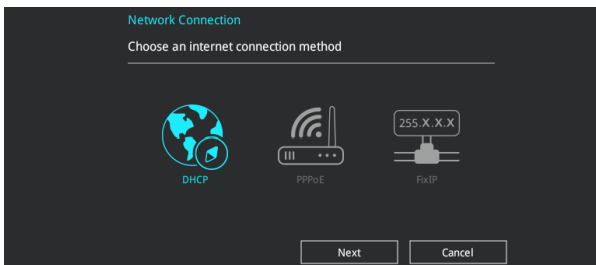 Network Connection
Choose an internet connection method
255.X.X.X
DHCP
PPPoE
FixIP
Next
Cancel